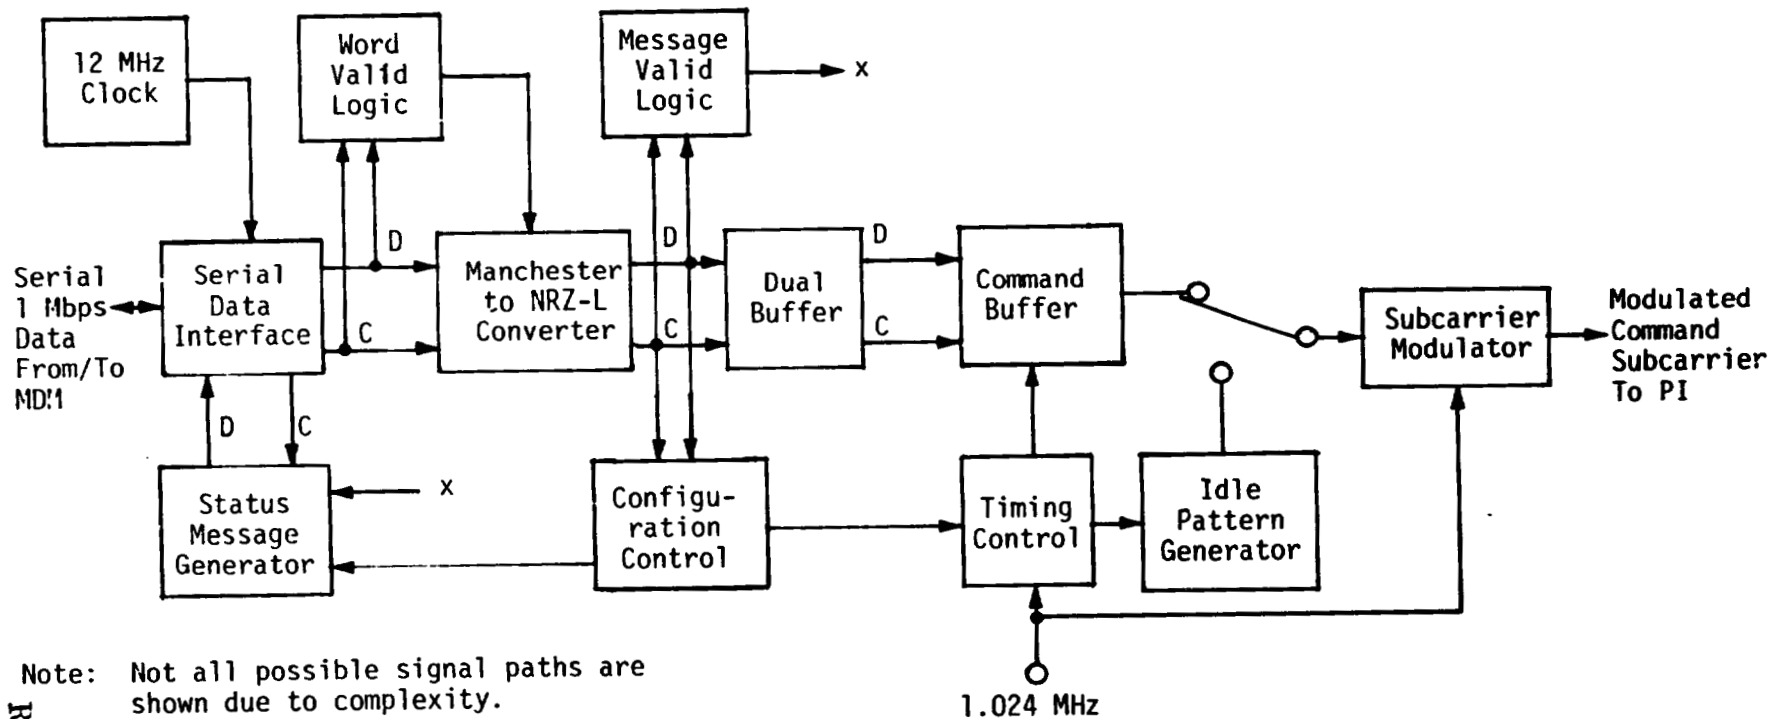 12 MHz
Clock
Word
Valid
Logic
Message
Valid
Logic
x
Serial
1 Mbps
Data
From/To
MDM
Serial
Data
Interface
D
C
Manchester
to NRZ-L
Converter
D
C
Dual
Buffer
D
C
Command
Buffer
Subcarrier
Modulator
Modulated
Command
Subcarrier
To PI
D
C
Status
Message
Generator
x
Configu-
ration
Control
Timing
Control
Idle
Pattern
Generator
1.024 MHz
Note: Not all possible signal paths are
shown due to complexity.
R